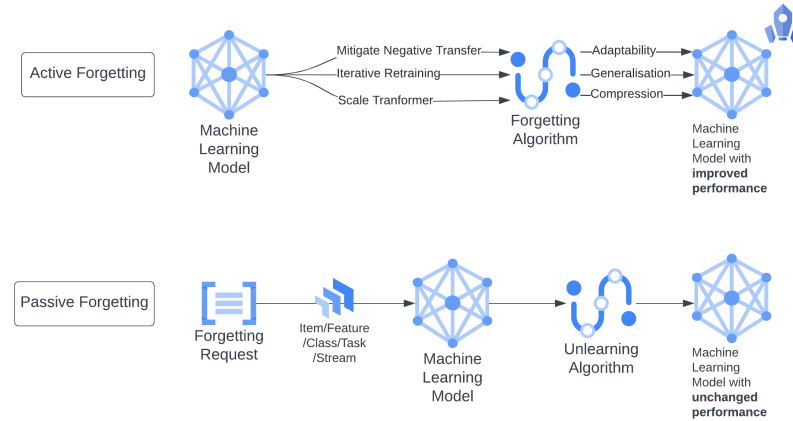 Active Forgetting
Mitigate Negative Transfer
Iterative Retraining
Scale Tranformer
Adaptability
Generalisation
Compression
Machine
Learning
Model
Forgetting
Algorithm
Machine
Learning
Model with
improved
performance
Passive Forgetting
Forgetting
Request
Item/Feature
/Class/Task
/Stream
Machine
Learning
Model
Unlearning
Algorithm
Machine
Learning
Model with
unchanged
performance